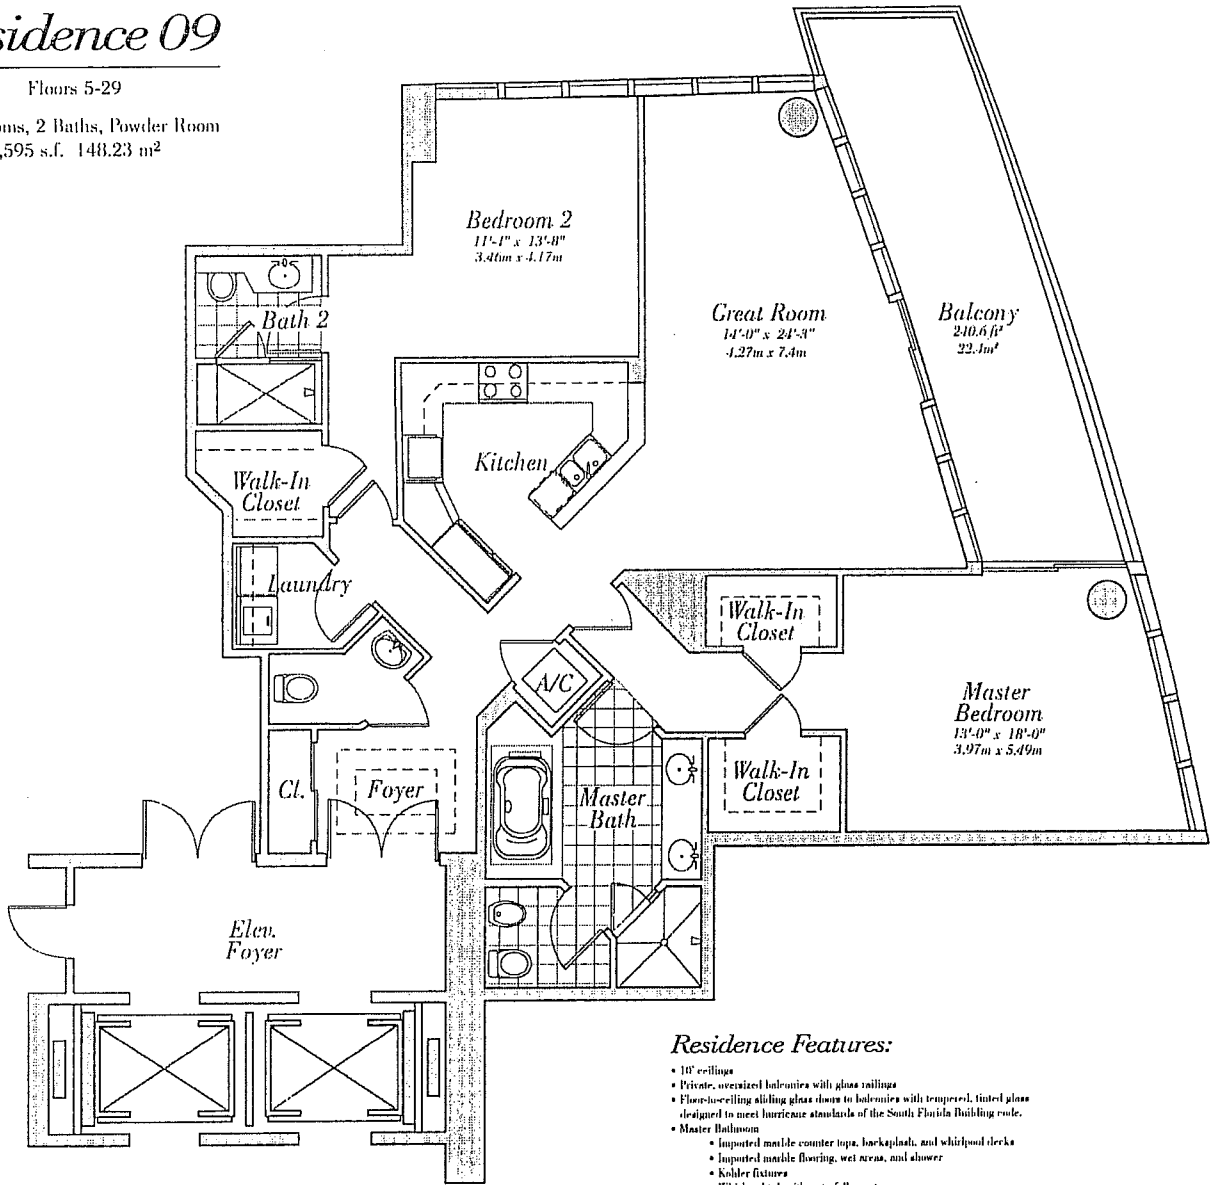 sidence 09
Floors 5-29
ms, 2 Baths, Powder Room
,595 s.f. 148.23 m²
Bedroom 2
11'-4" x 13'-8"
3.46m x 4.17m
Bath 2
Great Room
14'-0" x 24'-3"
4.27m x 7.4m
Balcony
240.6 ft²
22.4m²
Kitchen
Walk-In
Closet
Laundry
Walk-In
Closet
A/C
Master
Bedroom
13'-0" x 18'-0"
3.97m x 5.49m
Cl.
Foyer
Master
Bath
Walk-In
Closet
Elev.
Foyer
Residence Features:
• 10' ceilings
• Private, oversized balconies with glass railings
• Floor-to-ceiling sliding glass doors to balconies with tempered, tinted glass
designed to meet hurricane standards of the South Florida Building code.
• Master Bathroom
• Imported marble counter tops, backsplash, and whirlpool decks
• Imported marble flooring, wet areas, and shower
• Kohler fixtures